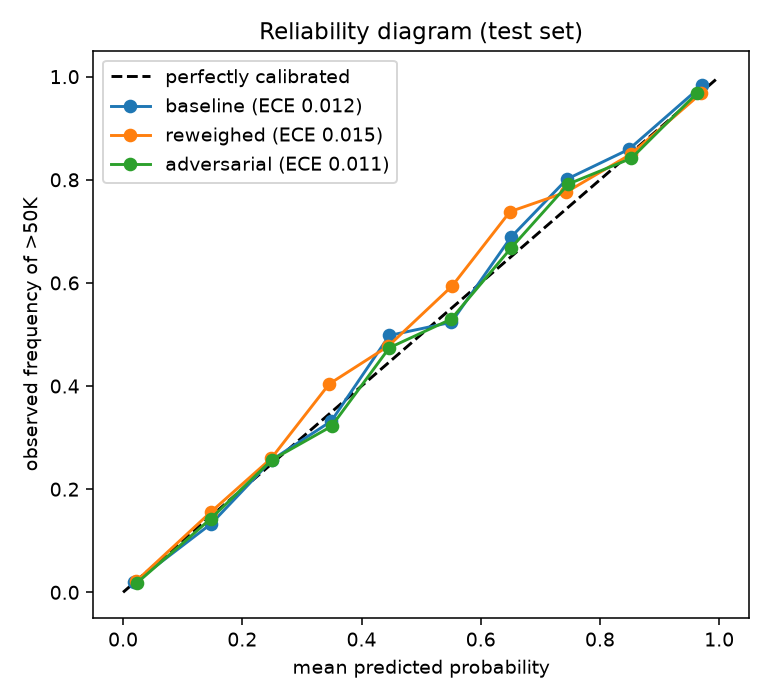 Reliability diagram (test set)
perfectly calibrated
baseline (ECE 0.012)
reweighed (ECE 0.015)
adversarial (ECE 0.011)
observed frequency of >50K
1.0
0.8
0.6
0.4
0.2
0.0
0.0 0.2 0.4 0.6 0.8 1.0
mean predicted probability